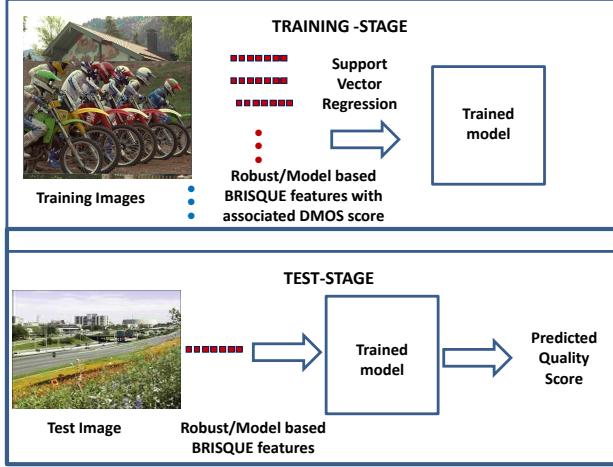 TRAINING -STAGE
Support
Vector
Regression
Trained
model
Training Images
Robust/Model based
BRISQUE features with
associated DMOS score
TEST-STAGE
Trained
model
Predicted
Quality
Score
Test Image
Robust/Model based
BRISQUE features